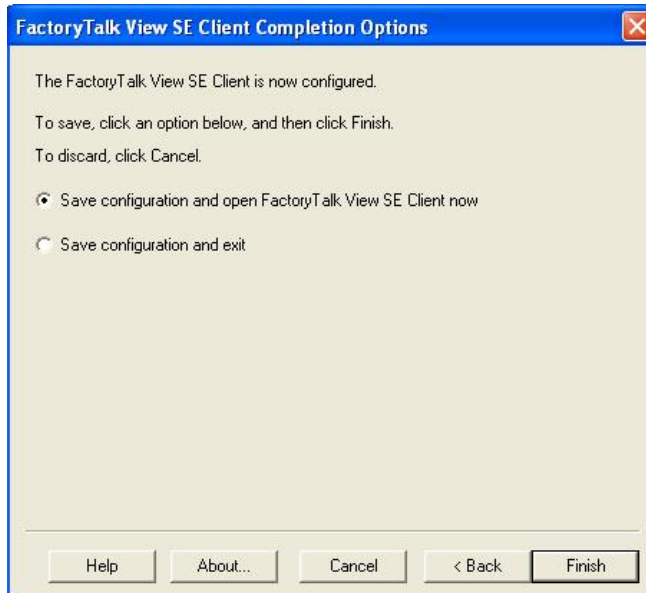 FactoryTalk View SE Client Completion Options
The FactoryTalk View SE Client is now configured.
To save, click an option below, and then click Finish.
To discard, click Cancel.
Save configuration and open FactoryTalk View SE Client now
Save configuration and exit
Help About... Cancel < Back Finish